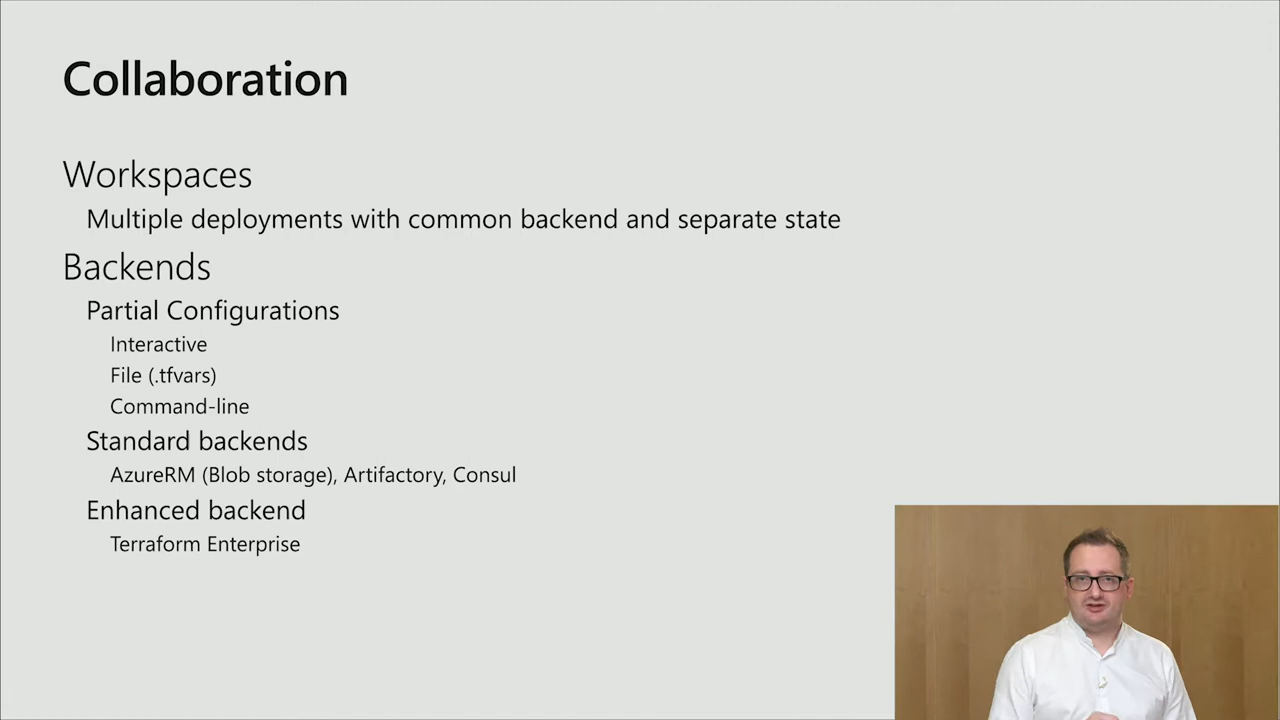 Collaboration
Workspaces
Multiple deployments with common backend and separate state
Backends
Partial Configurations
Interactive
File (.tfvars)
Command-line
Standard backends
AzureRM (Blob storage), Artifactory, Consul
Enhanced backend
Terraform Enterprise